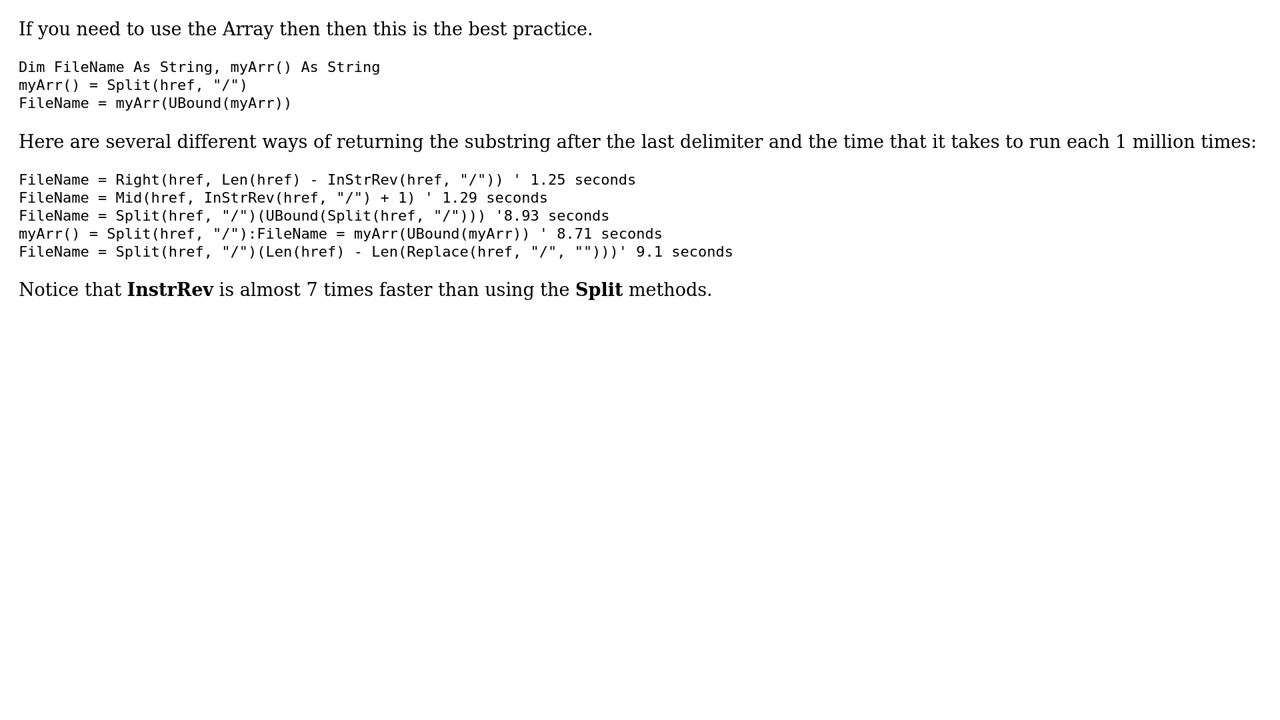 If you need to use the Array then then this is the best practice.
Dim FileName As String, myArr() As String
myArr() = Split(href, "/")
FileName = myArr(UBound(myArr))
Here are several different ways of returning the substring after the last delimiter and the time that it takes to run each 1 million times:
FileName = Right(href, Len(href) - InStrRev(href, "/")) ' 1.25 seconds
FileName = Mid(href, InStrRev(href, "/") + 1) ' 1.29 seconds
FileName = Split(href, "/")(UBound(Split(href, "/"))) '8.93 seconds
myArr() = Split(href, "/"):FileName = myArr(UBound(myArr)) ' 8.71 seconds
FileName = Split(href, "/")(Len(href) - Len(Replace(href, "/", "")))' 9.1 seconds
Notice that InstrRev is almost 7 times faster than using the Split methods.